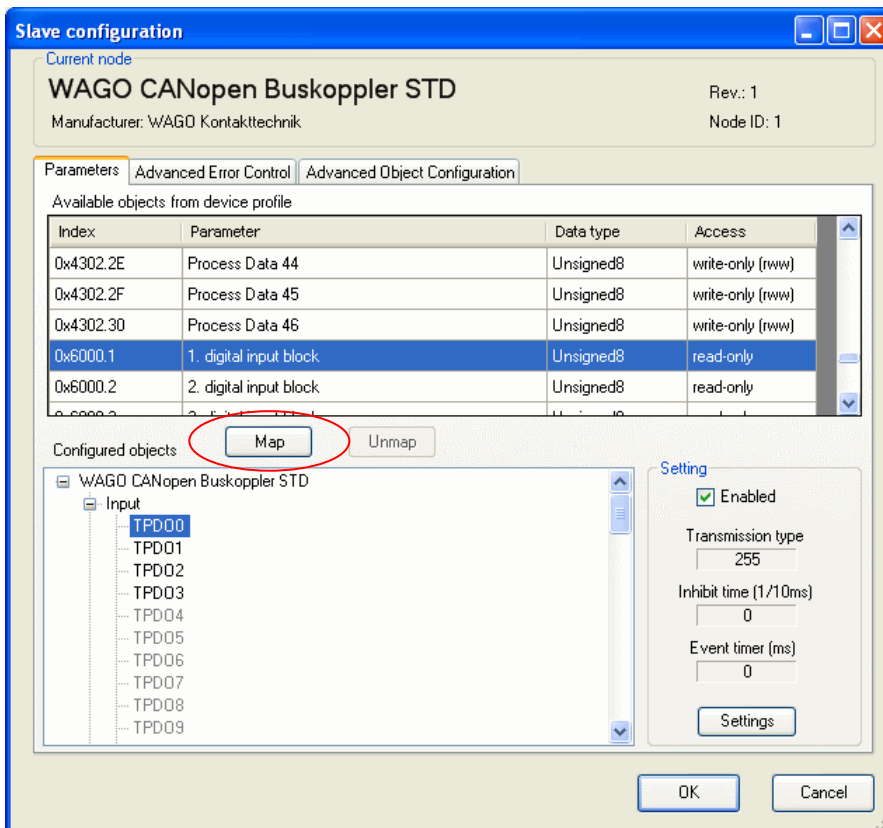 Slave configuration
Current node
WAGO CANopen Buskoppler STD
Rev.: 1
Manufacturer: WAGO Kontakttechnik
Node ID: 1
Parameters Advanced Error Control Advanced Object Configuration
Available objects from device profile
Index Parameter Data type Access
0x4302.2E Process Data 44 Unsigned8 write-only (rww)
0x4302.2F Process Data 45 Unsigned8 write-only (rww)
0x4302.30 Process Data 46 Unsigned8 write-only (rww)
0x6000.1 1. digital input block Unsigned8 read-only
0x6000.2 2. digital input block Unsigned8 read-only
Configured objects Map Unmap
WAGO CANopen Buskoppler STD
Input
TPDO0
TPDO1
TPDO2
TPDO3
TPDO4
TPDO5
TPDO6
TPDO7
TPDO8
TPDO9
Setting
Enabled
Transmission type
255
Inhibit time (1/10ms)
0
Event timer (ms)
0
Settings
OK Cancel